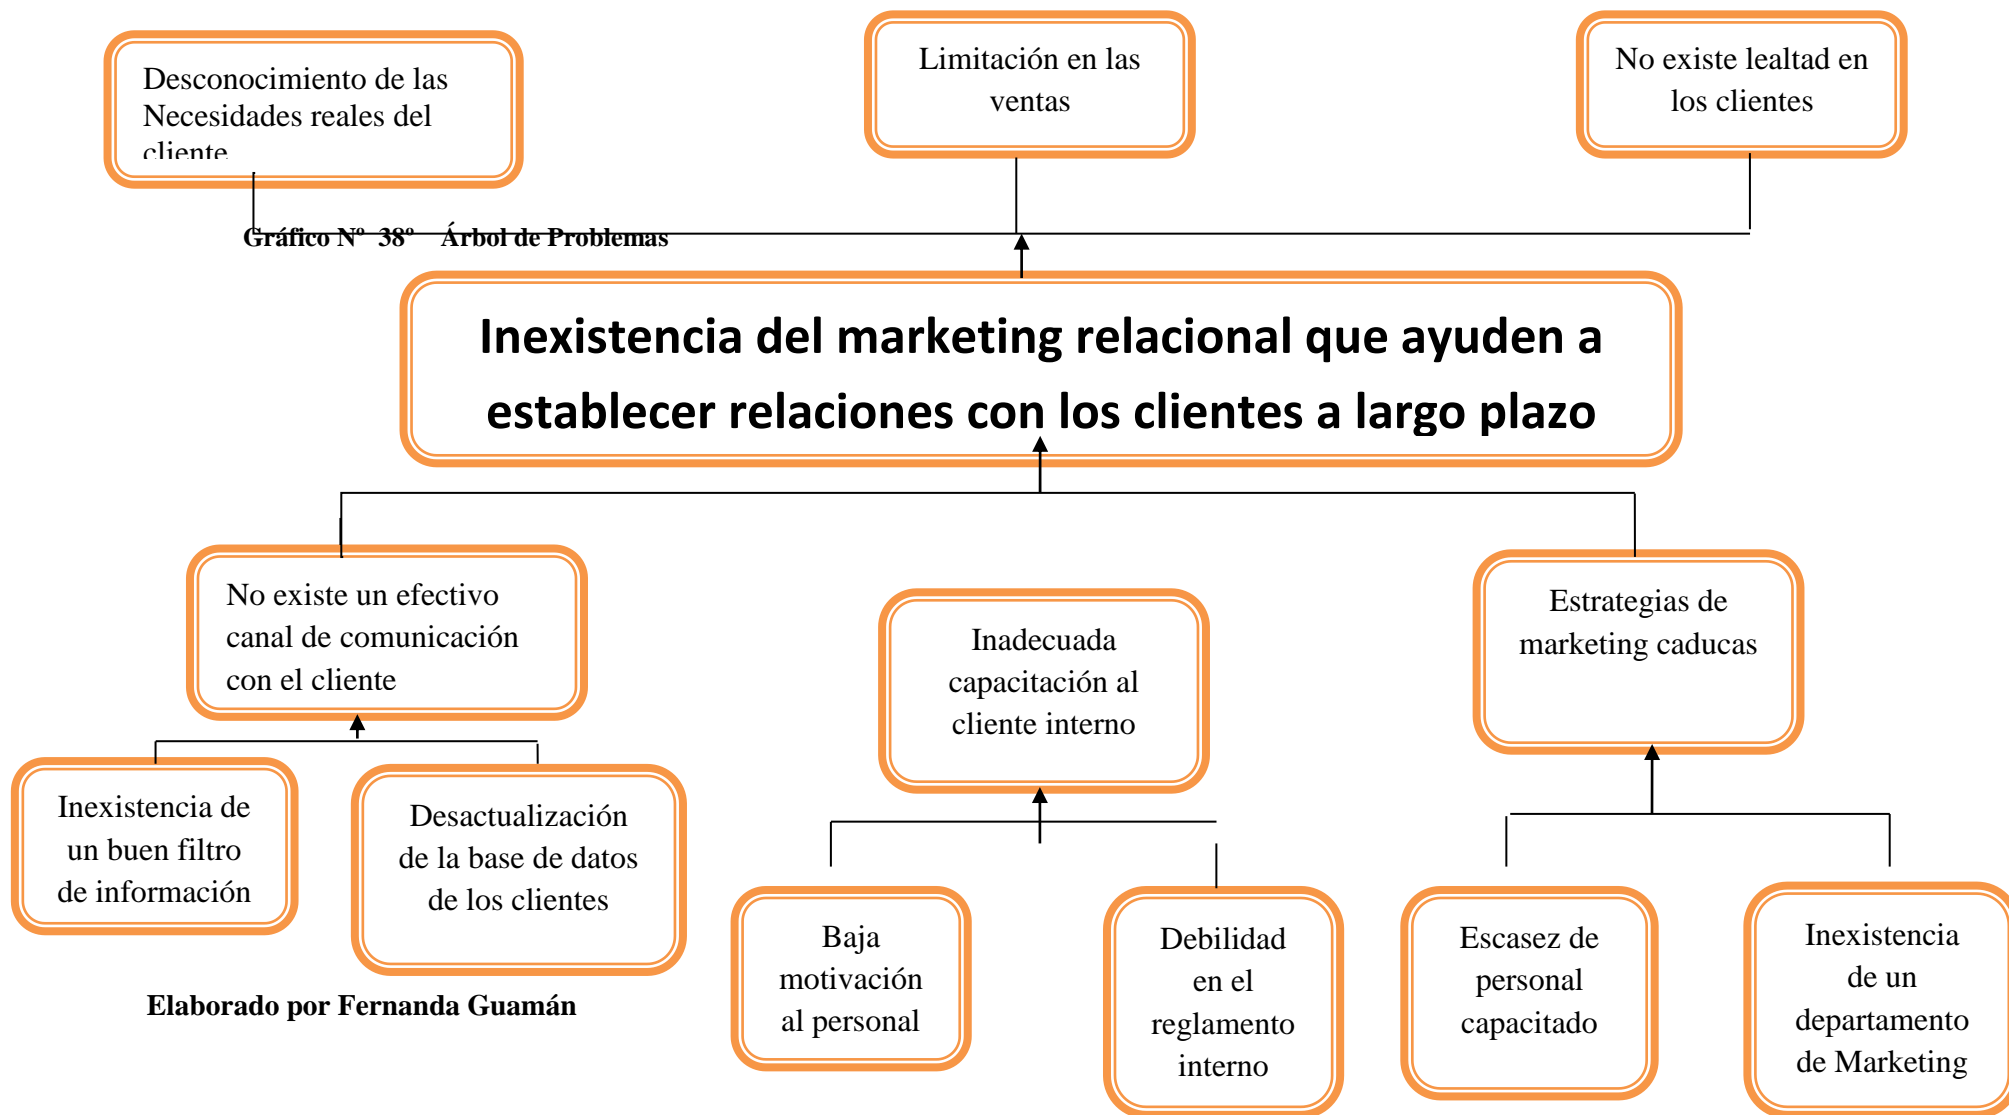 Desconocimiento de las
Necesidades reales del
cliente
Limitación en las
ventas
No existe lealtad en
los clientes
Gráfico Nº 38º Árbol de Problemas
Inexistencia del marketing relacional que ayuden a
establecer relaciones con los clientes a largo plazo
No existe un efectivo
canal de comunicación
con el cliente
Inadecuada
capacitación al
cliente interno
Estrategias de
marketing caducas
Inexistencia de
un buen filtro
de información
Desactualización
de la base de datos
de los clientes
Baja
motivación
al personal
Debilidad
en el
reglamento
interno
Escasez de
personal
capacitado
Inexistencia
de un
departamento
de Marketing
Elaborado por Fernanda Guamán